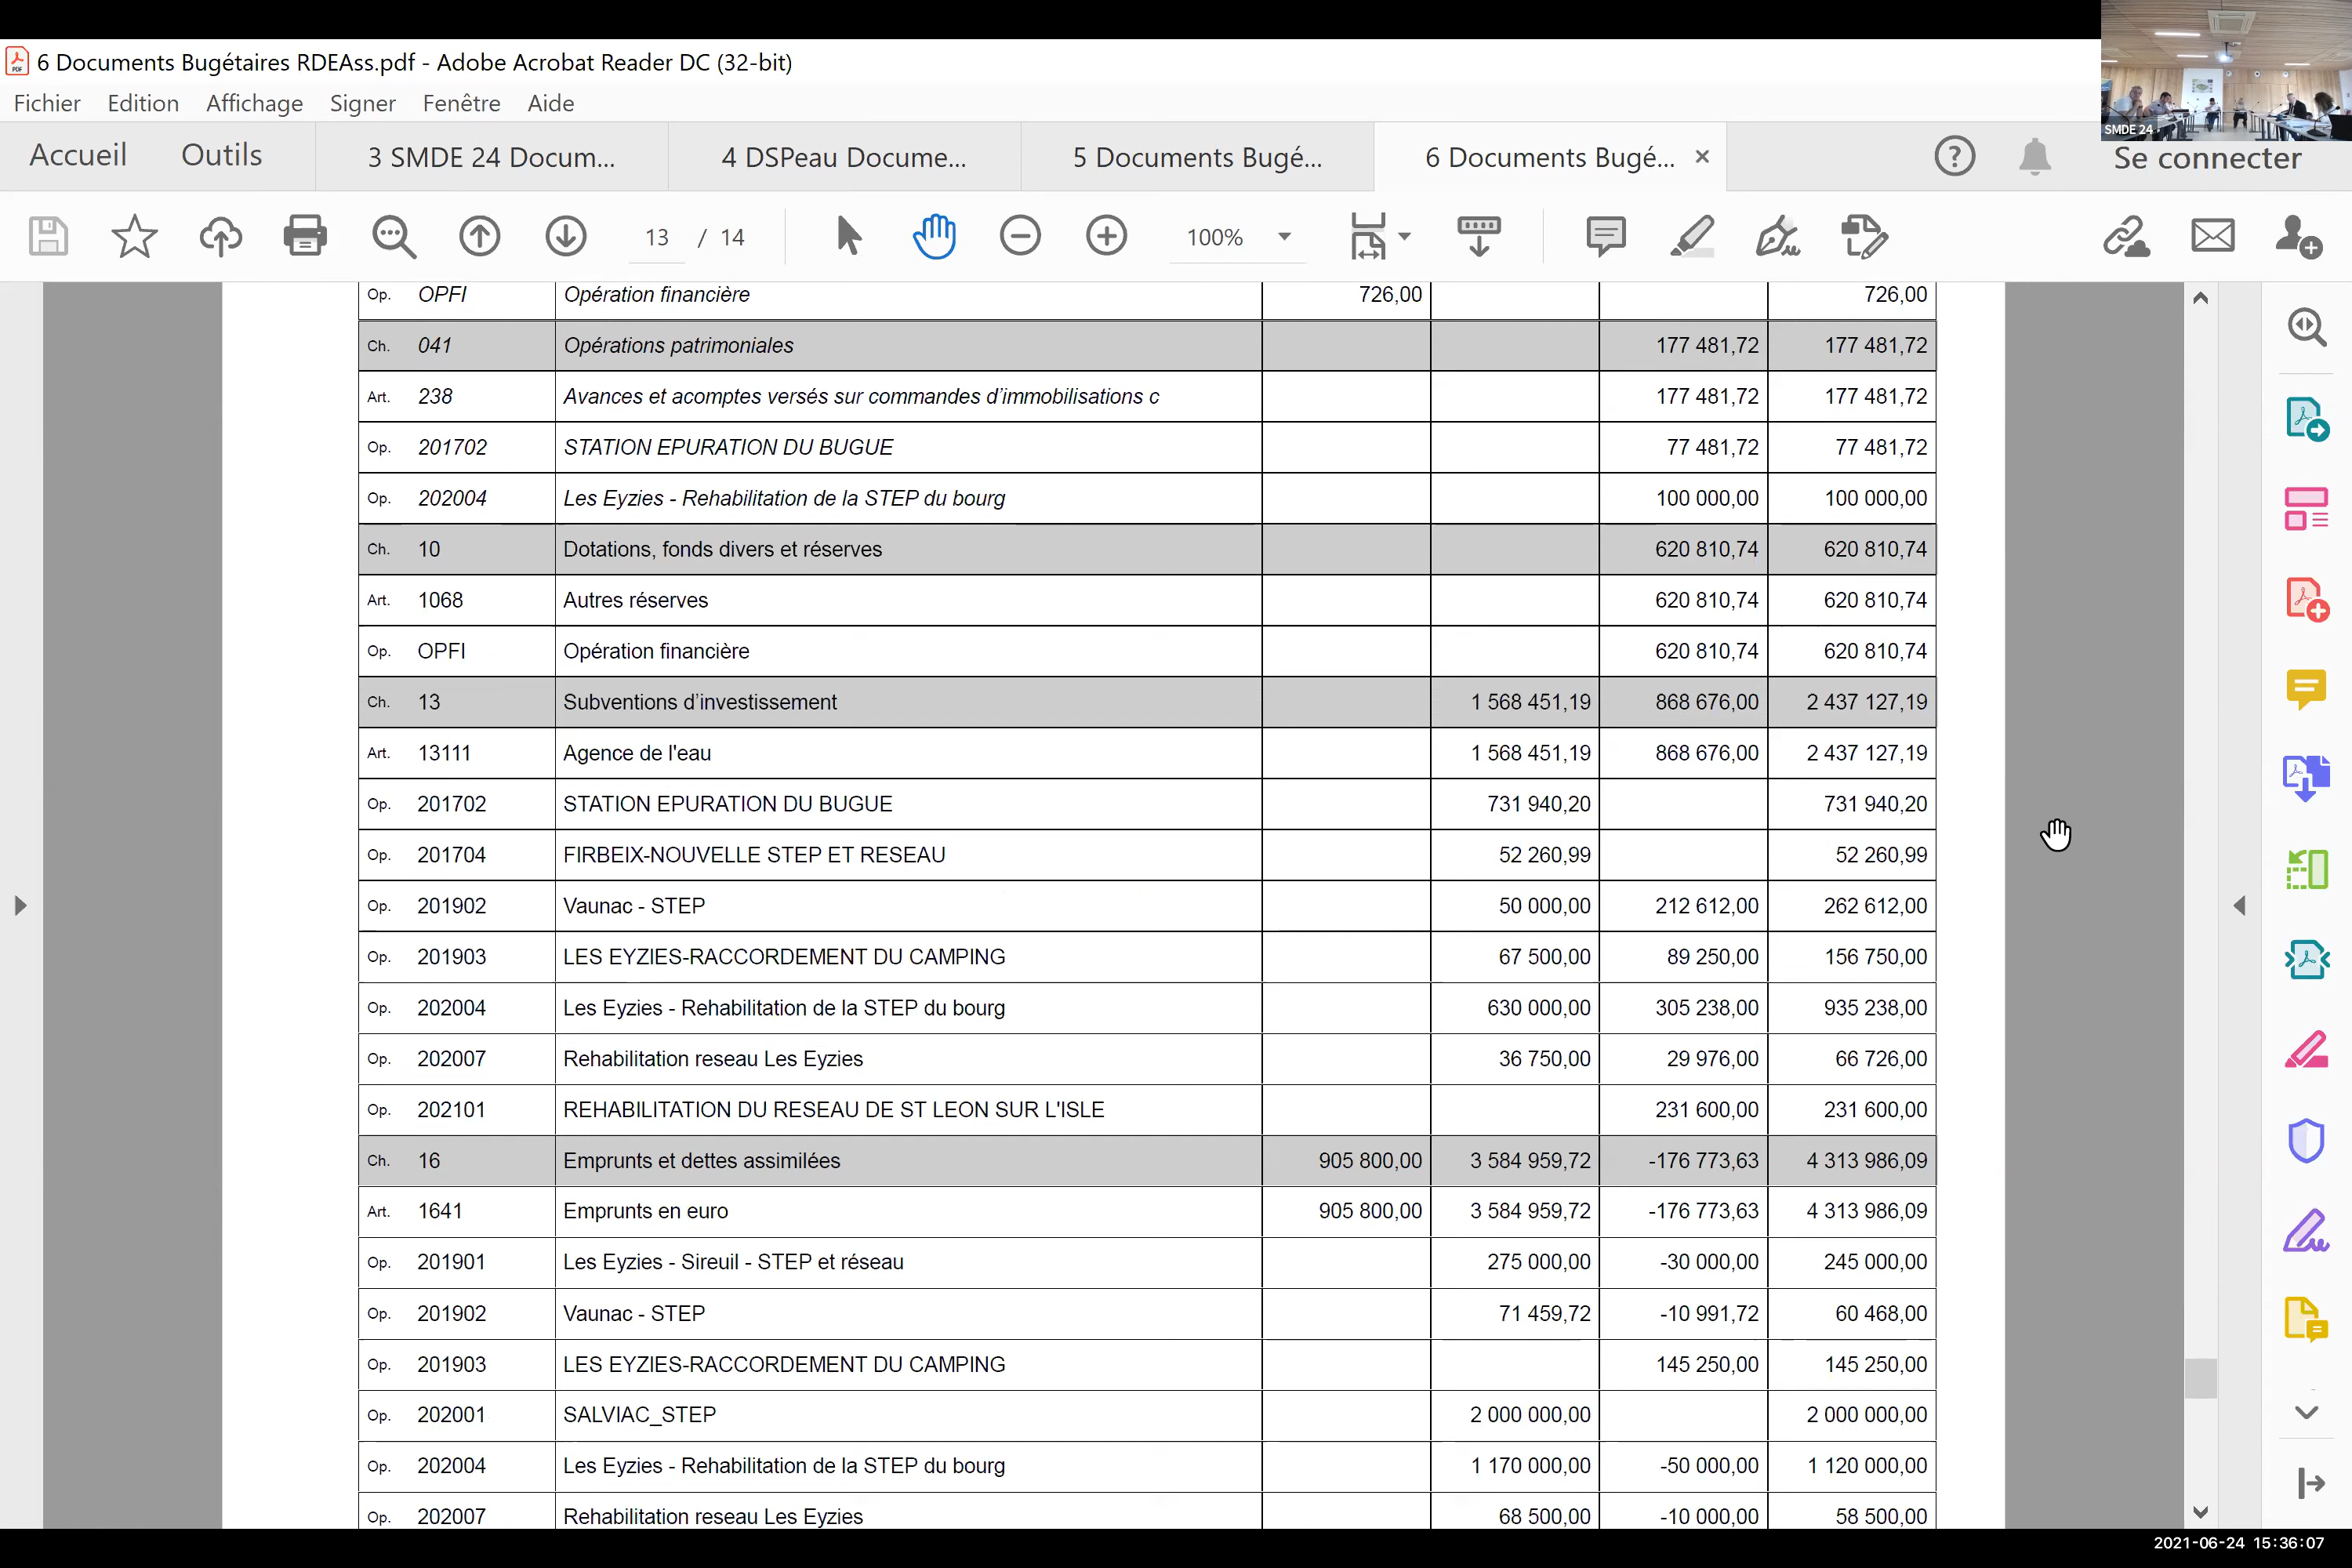 6 Documents Bugétaires RDEAss.pdf - Adobe Acrobat Reader DC (32-bit)
SMDE 24
Fichier Edition Affichage Signer Fenêtre Aide
Accueil Outils 3 SMDE 24 Docum... 4 DSPeau Docume... 5 Documents Bugé... 6 Documents Bugé... Se connecter
13 / 14 100%
Op. OPFI Opération financière 726,00 726,00
Ch. 041 Opérations patrimoniales 177 481,72 177 481,72
Art. 238 Avances et acomptes versés sur commandes d’immobilisations c 177 481,72 177 481,72
Op. 201702 STATION EPURATION DU BUGUE 77 481,72 77 481,72
Op. 202004 Les Eyzies - Rehabilitation de la STEP du bourg 100 000,00 100 000,00
Ch. 10 Dotations, fonds divers et réserves 620 810,74 620 810,74
Art. 1068 Autres réserves 620 810,74 620 810,74
Op. OPFI Opération financière 620 810,74 620 810,74
Ch. 13 Subventions d’investissement 1 568 451,19 868 676,00 2 437 127,19
Art. 13111 Agence de l'eau 1 568 451,19 868 676,00 2 437 127,19
Op. 201702 STATION EPURATION DU BUGUE 731 940,20 731 940,20
Op. 201704 FIRBEIX-NOUVELLE STEP ET RESEAU 52 260,99 52 260,99
Op. 201902 Vaunac - STEP 50 000,00 212 612,00 262 612,00
Op. 201903 LES EYZIES-RACCORDEMENT DU CAMPING 67 500,00 89 250,00 156 750,00
Op. 202004 Les Eyzies - Rehabilitation de la STEP du bourg 630 000,00 305 238,00 935 238,00
Op. 202007 Rehabilitation reseau Les Eyzies 36 750,00 29 976,00 66 726,00
Op. 202101 REHABILITATION DU RESEAU DE ST LEON SUR L'ISLE 231 600,00 231 600,00
Ch. 16 Emprunts et dettes assimilées 905 800,00 3 584 959,72 -176 773,63 4 313 986,09
Art. 1641 Emprunts en euro 905 800,00 3 584 959,72 -176 773,63 4 313 986,09
Op. 201901 Les Eyzies - Sireuil - STEP et réseau 275 000,00 -30 000,00 245 000,00
Op. 201902 Vaunac - STEP 71 459,72 -10 991,72 60 468,00
Op. 201903 LES EYZIES-RACCORDEMENT DU CAMPING 145 250,00 145 250,00
Op. 202001 SALVIAC_STEP 2 000 000,00 2 000 000,00
Op. 202004 Les Eyzies - Rehabilitation de la STEP du bourg 1 170 000,00 -50 000,00 1 120 000,00
Op. 202007 Rehabilitation reseau Les Eyzies 68 500,00 -10 000,00 58 500,00
2021-06-24 15:36:07